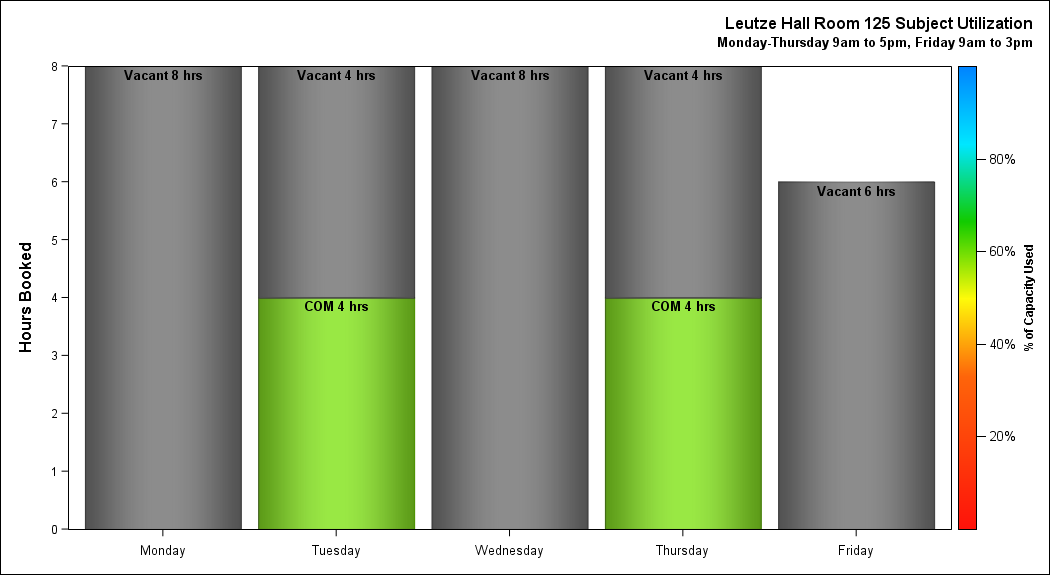 Leutze Hall Room 125 Subject Utilization
Monday-Thursday 9am to 5pm, Friday 9am to 3pm
Hours Booked
8
7
6
5
4
3
2
1
0
Vacant 8 hrs
Vacant 4 hrs
Vacant 8 hrs
Vacant 4 hrs
Vacant 6 hrs
COM 4 hrs
COM 4 hrs
Monday
Tuesday
Wednesday
Thursday
Friday
80%
60%
40%
20%
% of Capacity Used